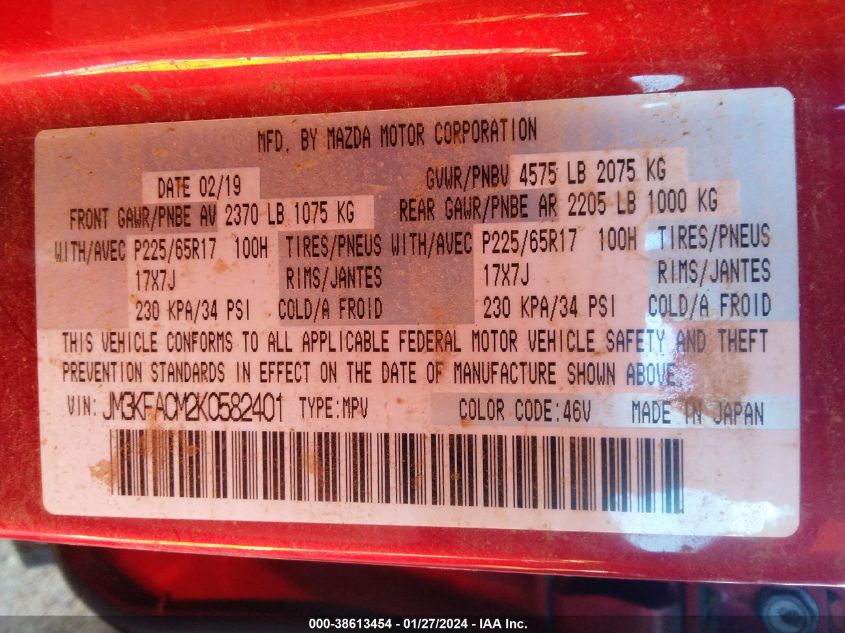 MFD. BY MAZDA MOTOR CORPORATION
DATE 02/19 GVWR/PNBV 4575 LB 2075 KG
FRONT GAWR/PNBE AV 2370 LB 1075 KG REAR GAWR/PNBE AR 2205 LB 1000 KG
WITH/AVEC P225/65R17 100H TIRES/PNEUS WITH/AVEC P225/65R17 100H TIRES/PNEUS
17X7J RIMS/JANTES 17X7J RIMS/JANTES
230 KPA/34 PSI COLD/A FROID 230 KPA/34 PSI COLD/A FROID
THIS VEHICLE CONFORMS TO ALL APPLICABLE FEDERAL MOTOR VEHICLE SAFETY AND THEFT
PREVENTION STANDARDS IN EFFECT ON THE DATE OF MANUFACTURE SHOWN ABOVE.
VIN: JM3KFACM2K0582401 TYPE:MPV COLOR CODE:46V MADE IN JAPAN
000-38613454 - 01/27/2024 - IAA Inc.